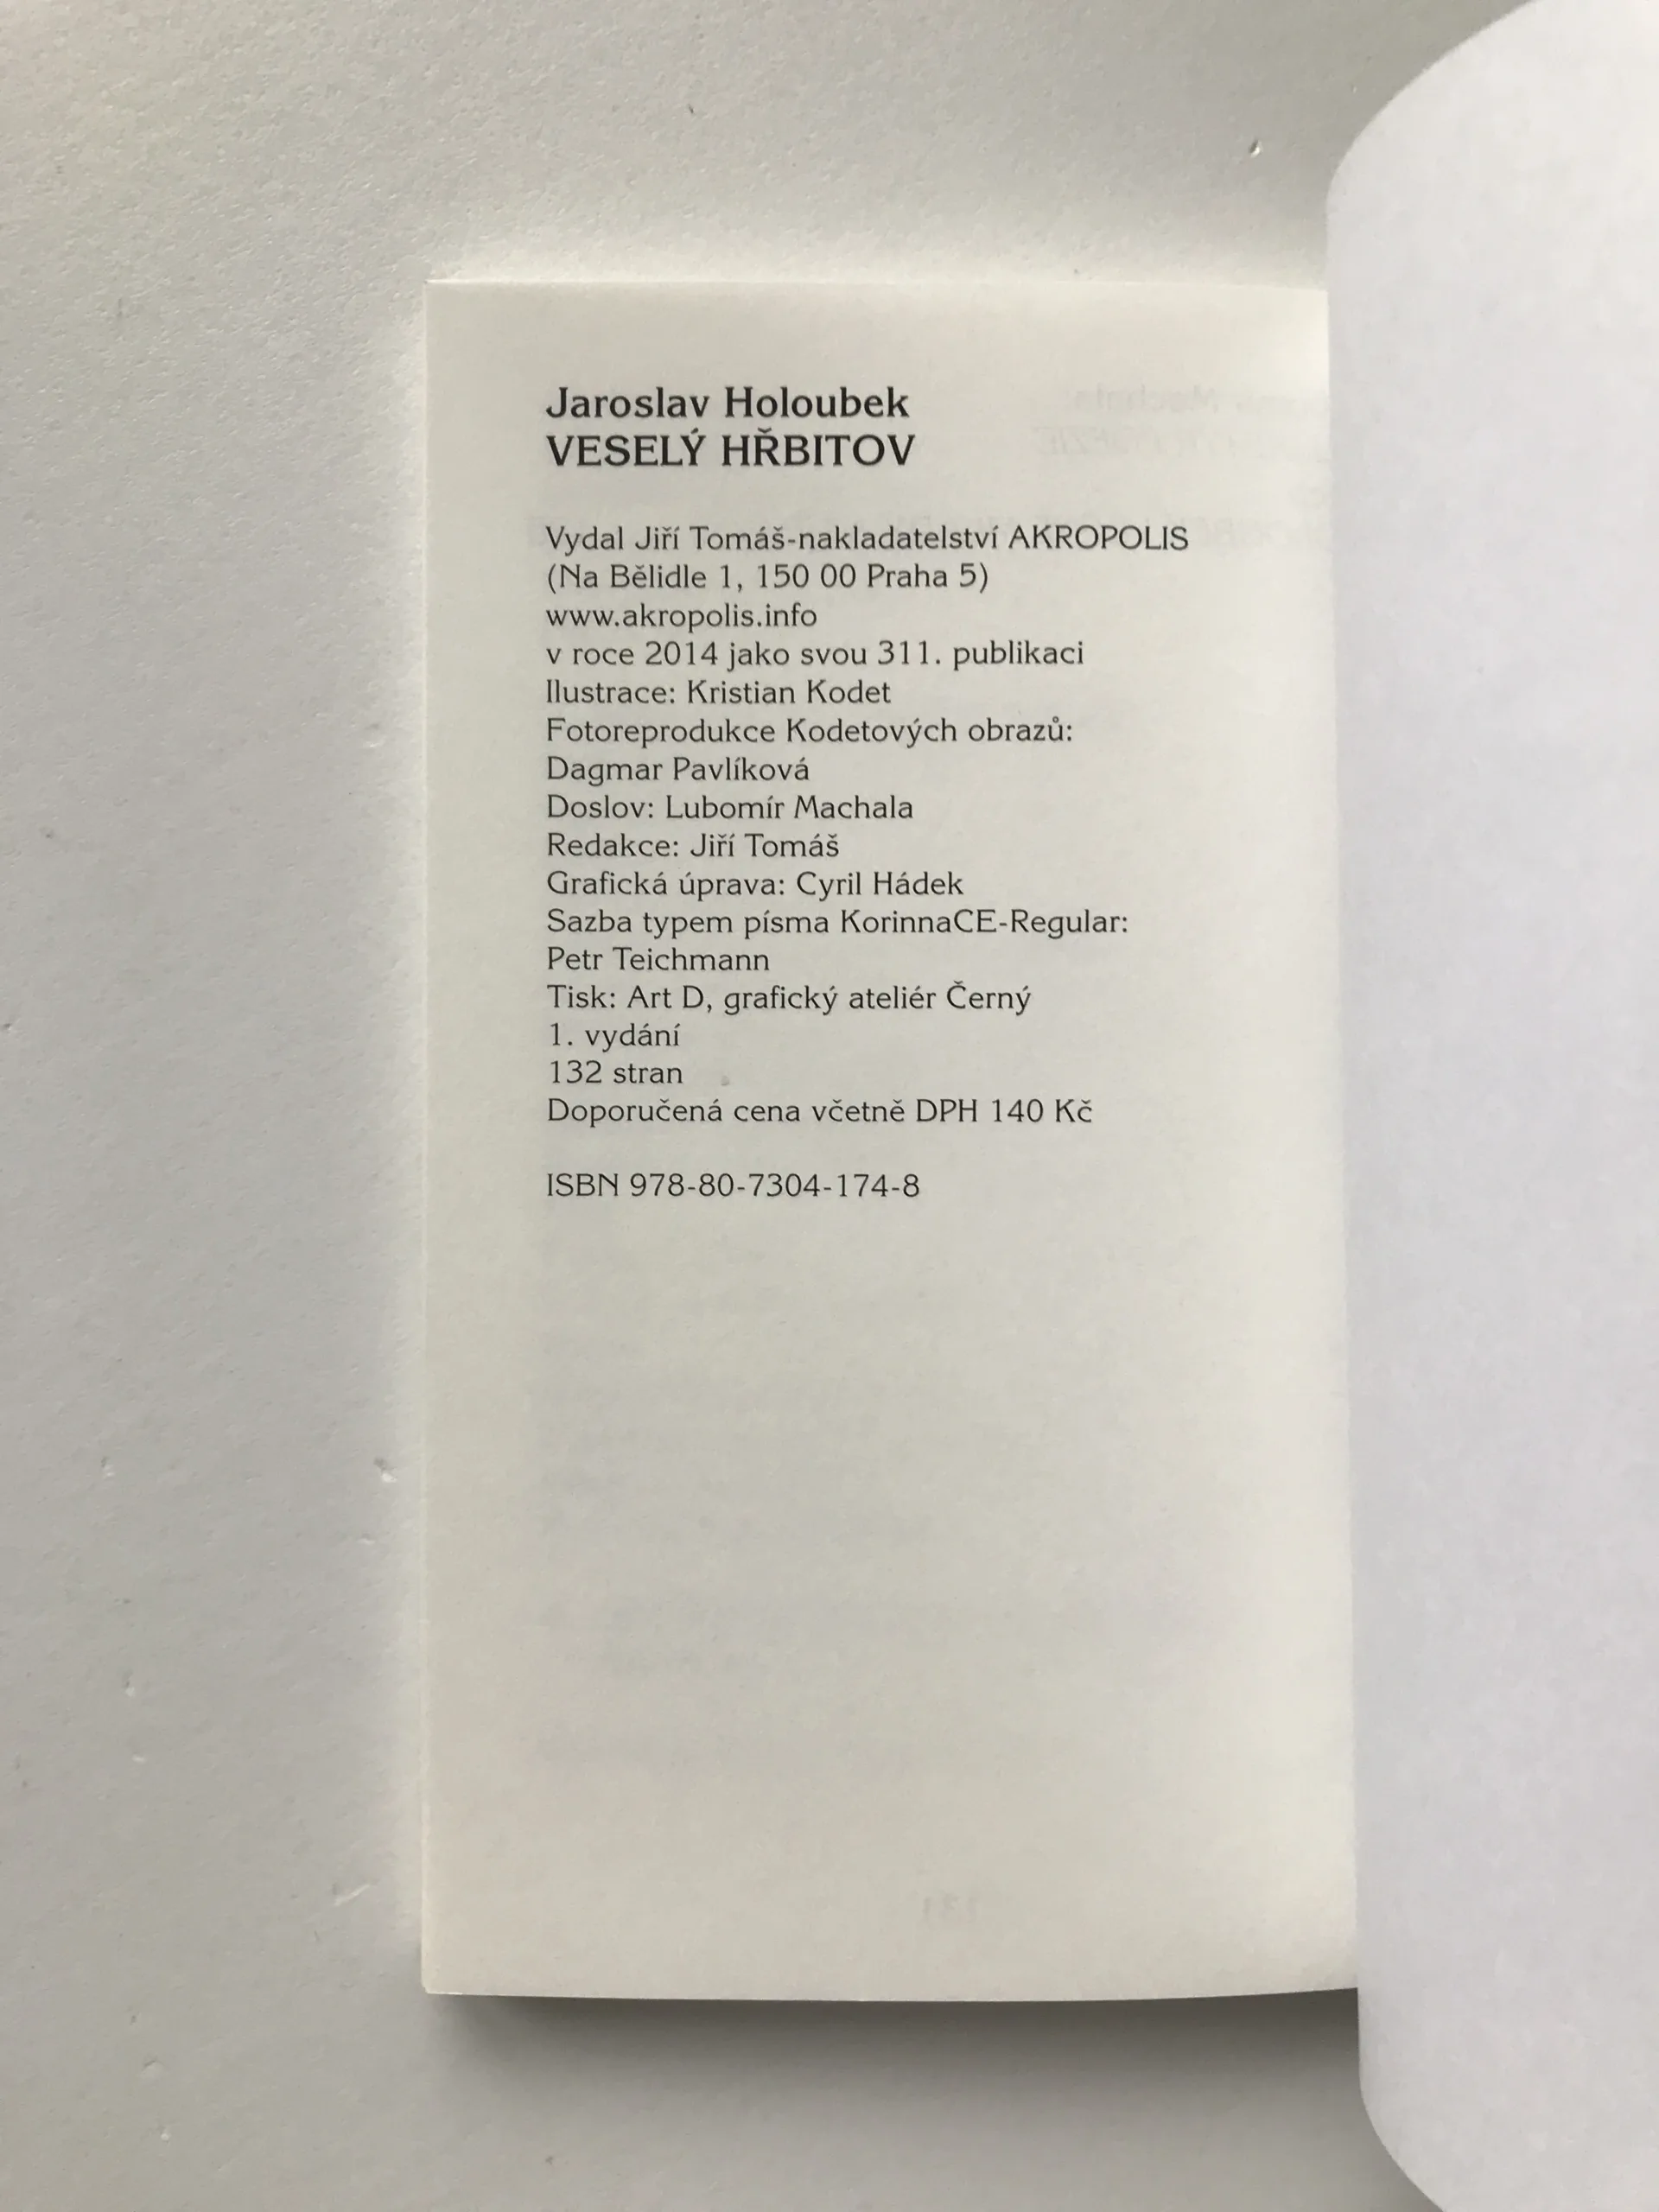 Jaroslav Holoubek
VESELÝ HŘBITOV
Vydal Jiří Tomáš-nakladatelství AKROPOLIS
(Na Bělidle 1, 150 00 Praha 5)
www.akropolis.info
v roce 2014 jako svou 311. publikaci
Ilustrace: Kristian Kodet
Fotoreprodukce Kodetových obrazů:
Dagmar Pavlíková
Doslov: Lubomír Machala
Redakce: Jiří Tomáš
Grafická úprava: Cyril Hádek
Sazba typem písma KorinnaCE-Regular:
Petr Teichmann
Tisk: Art D, grafický ateliér Černý
1. vydání
132 stran
Doporučená cena včetně DPH 140 Kč
ISBN 978-80-7304-174-8